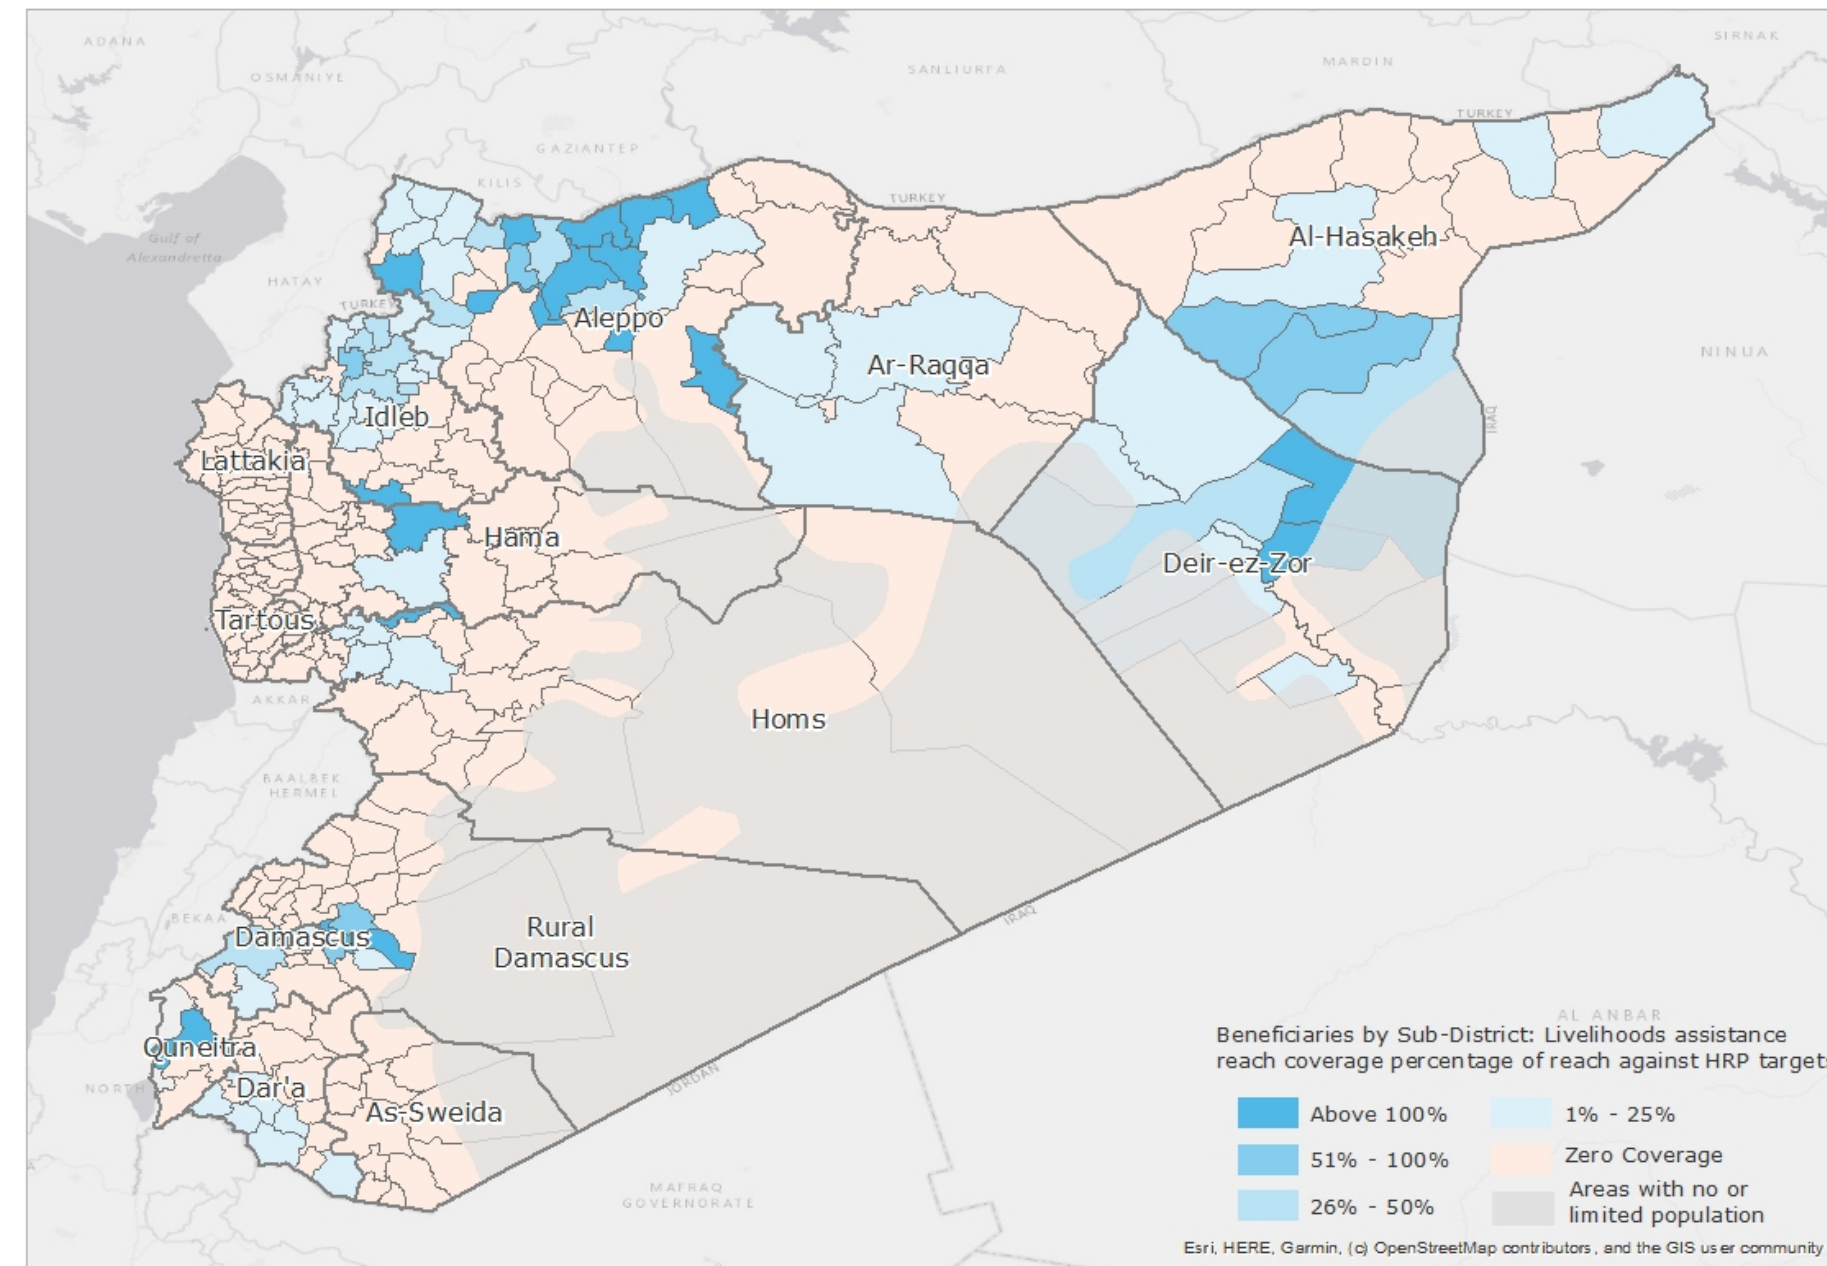 ADANA
OSMANIYE
SANLIURFA
MARDIN
SIRNAK
GAZIANTEP
KILIS
TURKEY
TURKEY
Gulf of
Alexandretta
HATAY
TURKEY
Al-Hasakeh
Aleppo
Ar-Raqqa
NINUA
IRAQ
Idleb
Lattakia
Hama
Deir-ez-Zor
Tartous
AKKAR
Homs
BAALBEK
HERMEL
BEKAA
Damascus
Rural
Damascus
IRAQ
Quneitra
NORTH
Dar'a
As-Sweida
JORDAN
MAFRAQ
GOVERNORATE
AL ANBAR
Beneficiaries by Sub-District: Livelihoods assistance
reach coverage percentage of reach against HRP targets
Above 100%
51% - 100%
26% - 50%
1% - 25%
Zero Coverage
Areas with no or
limited population
Esri, HERE, Garmin, (c) OpenStreetMap contributors, and the GIS user community